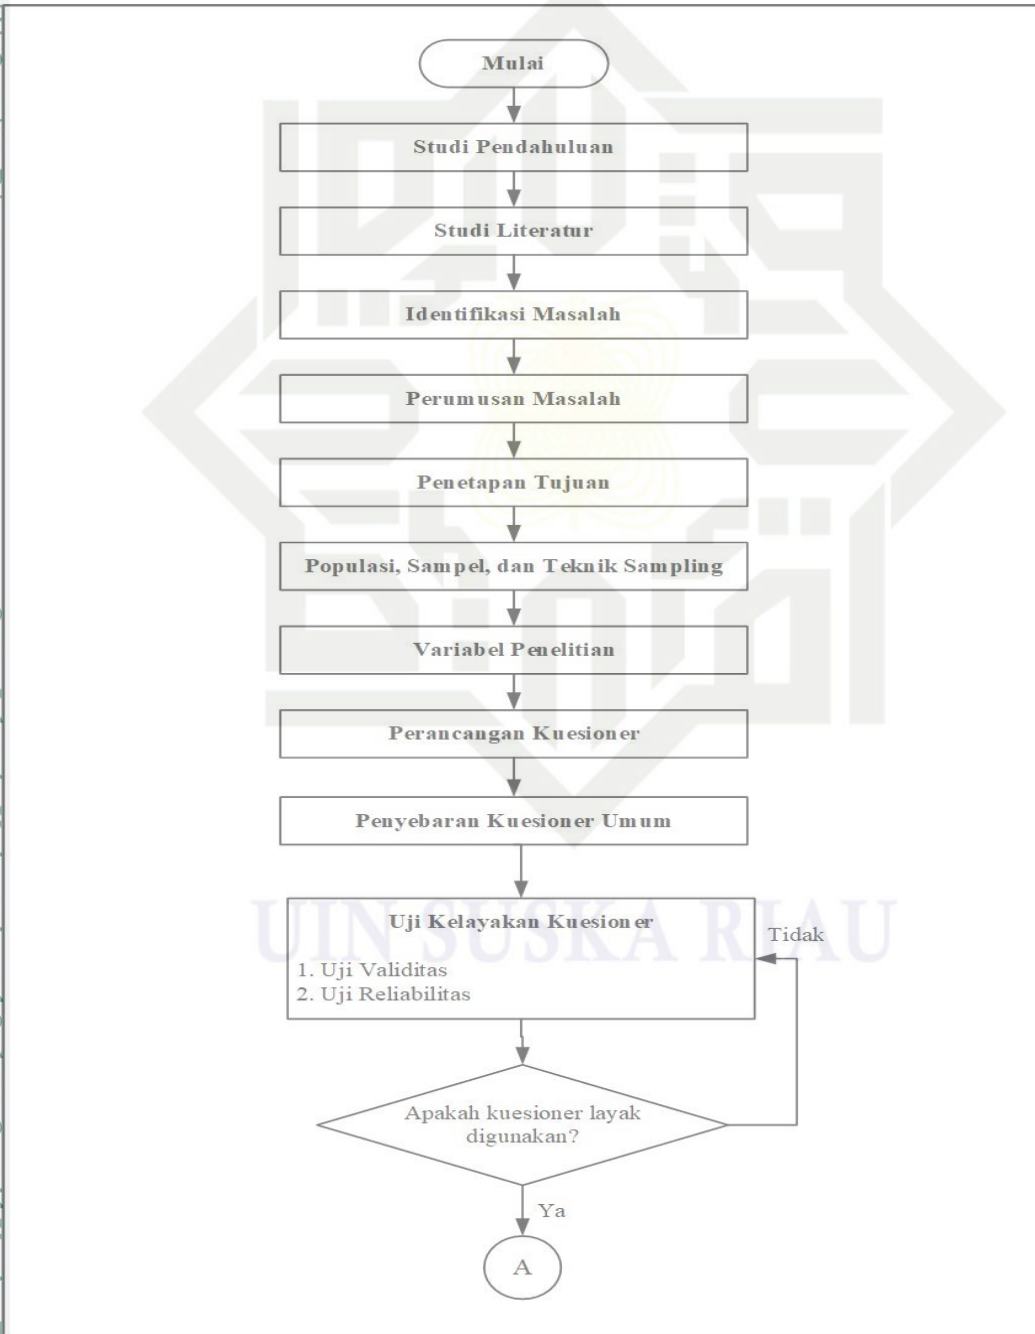 Mulai
Studi Pendahuluan
Studi Literatur
Identifikasi Masalah
Perumusan Masalah
Penetapan Tujuan
Populasi, Sampel, dan Teknik Sampling
Variabel Penelitian
Perancangan Kuesioner
Penyebaran Kuesioner Umum
Uji Kelayakan Kuesioner
1. Uji Validitas
2. Uji Reliabilitas
Tidak
UIN SUSKA RIAU
Apakah kuesioner layak
digunakan?
Ya
A